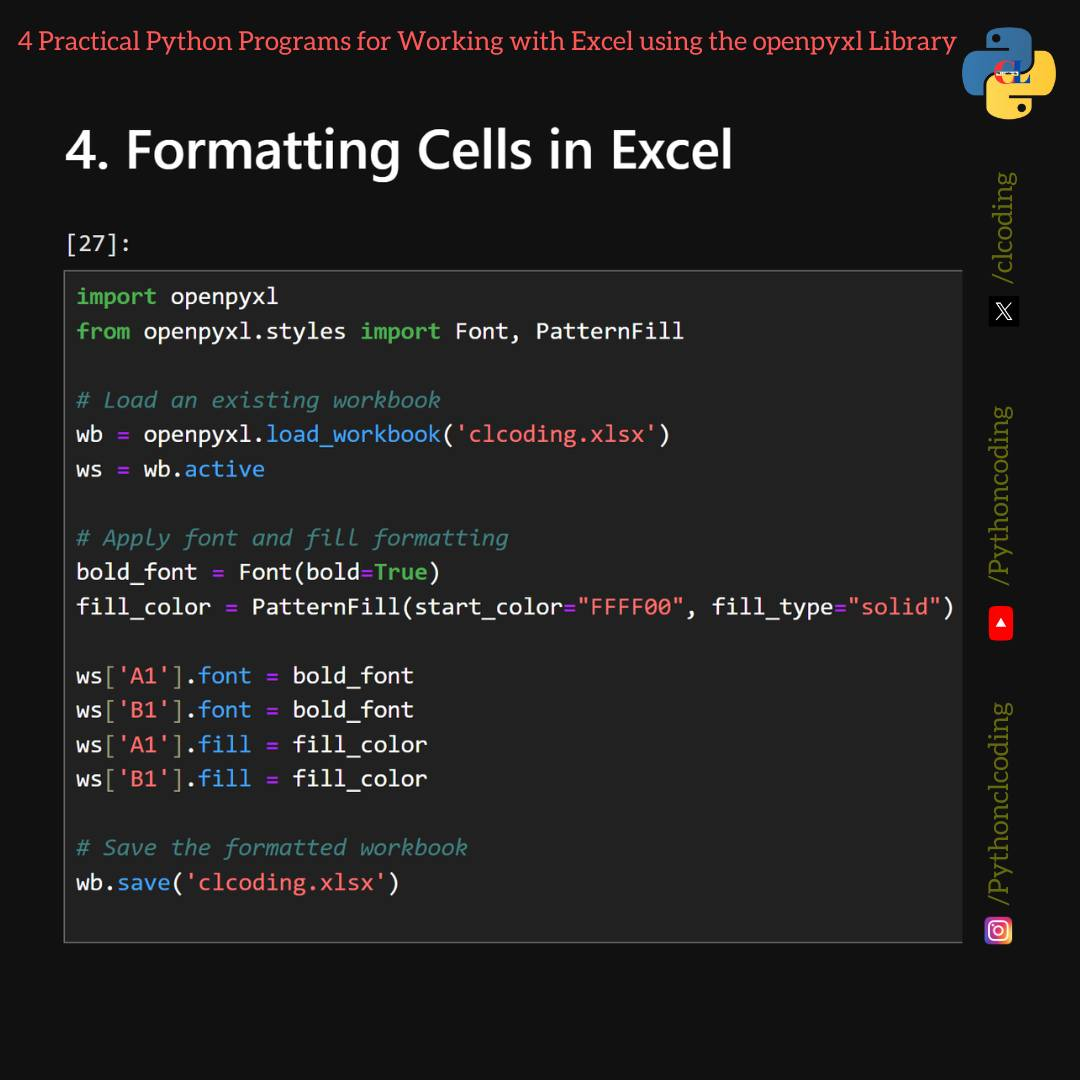 4 Practical Python Programs for Working with Excel using the openpyxl Library
CL
4. Formatting Cells in Excel
[27]:
import openpyxl
from openpyxl.styles import Font, PatternFill
# Load an existing workbook
wb = openpyxl.load_workbook('clcoding.xlsx')
ws = wb.active
# Apply font and fill formatting
bold_font = Font(bold=True)
fill_color = PatternFill(start_color="FFFF00", fill_type="solid")
ws['A1'].font = bold_font
ws['B1'].font = bold_font
ws['A1'].fill = fill_color
ws['B1'].fill = fill_color
# Save the formatted workbook
wb.save('clcoding.xlsx')
/clcoding
/Pythoncoding
/Pythonclcoding